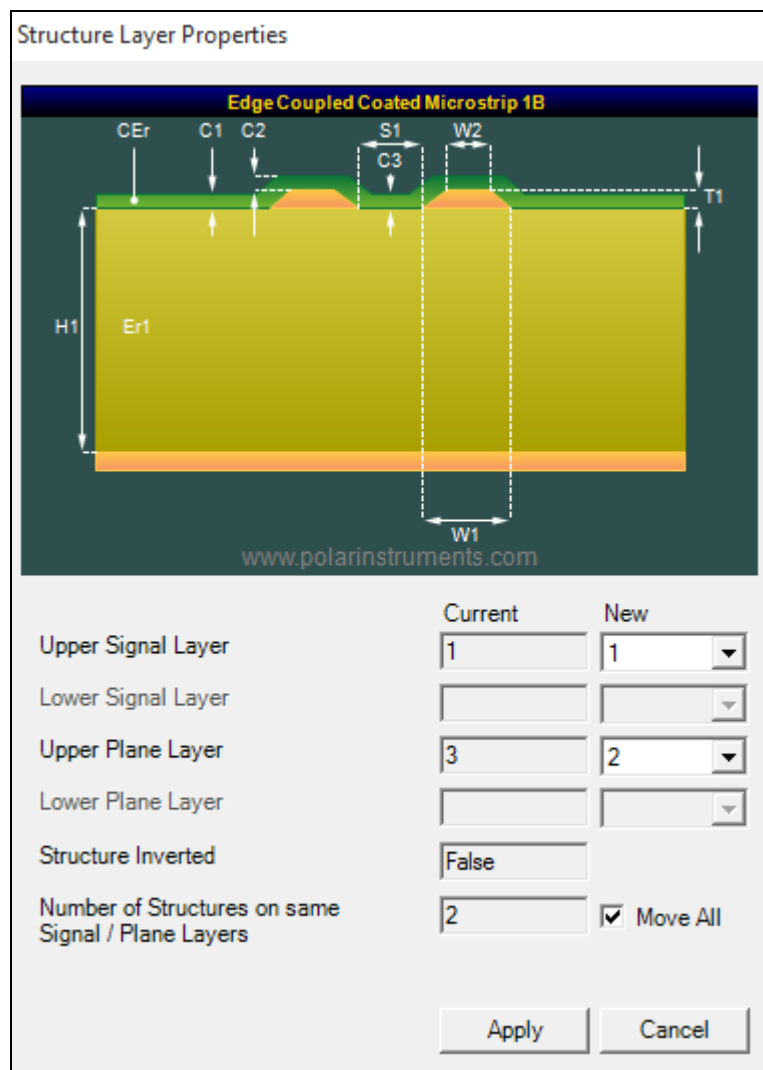 Structure Layer Properties
Edge Coupled Coated Microstrip 1B
CEr C1 C2 S1 W2
C3
T1
H1 Er1
W1
www.polarinstruments.com
Current New
Upper Signal Layer 1 1
Lower Signal Layer
Upper Plane Layer 3 2
Lower Plane Layer
Structure Inverted False
Number of Structures on same 2 Move All
Signal / Plane Layers
Apply Cancel